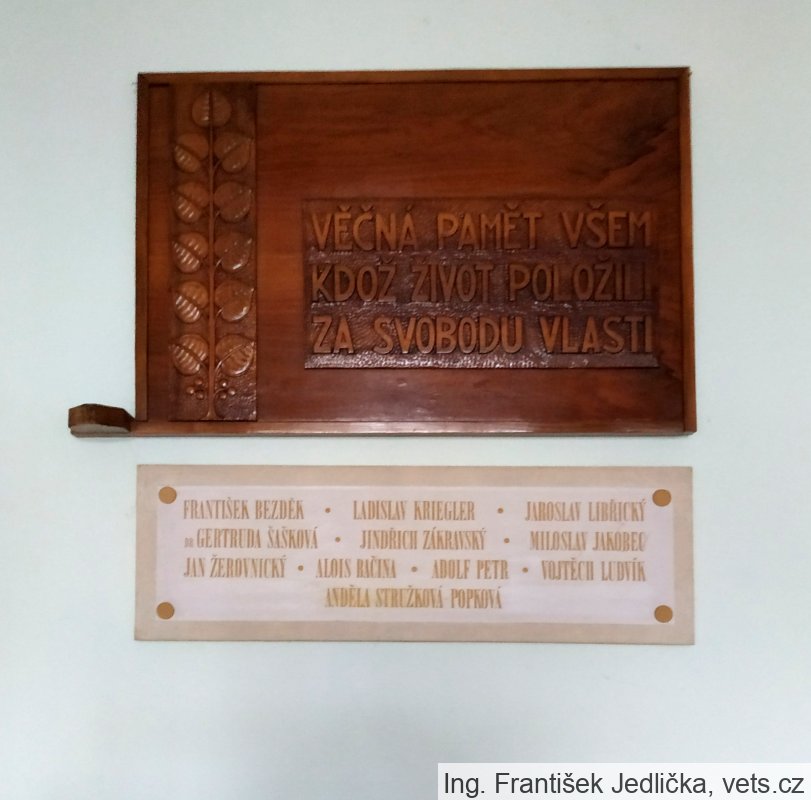 VĚČNÁ PAMĚT VŠEM
KDOŽ ŽIVOT POLOŽILI
ZA SVOBODU VLASTI
FRANTIŠEK BEZDĚK • LADISLAV KRIEGLER • JAROSLAV LIBŘICKÝ
DR GERTRUDA ŠAŠKOVÁ • JINDŘICH ZÁKRAVSKÝ • MILOSLAV JAKOBEC
JAN ŽEROVNICKÝ • ALOIS RAČINA • ADOLF PETR • VOJTĚCH LUDVÍK
ANDĚLA STRUŽKOVÁ POPKOVÁ
Ing. František Jedlička, vets.cz